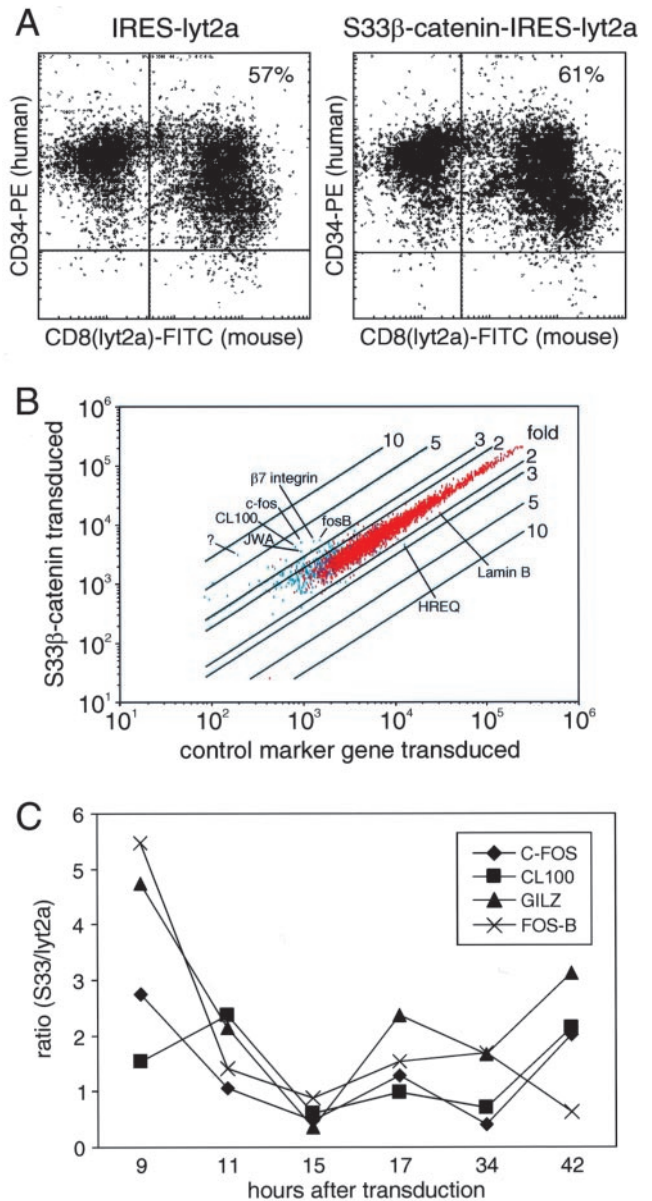 A
IRES-lyt2a
S33β-catenin-IRES-lyt2a
57%
61%
CD34-PE (human)
CD34-PE (human)
CD8(lyt2a)-FITC (mouse)
CD8(lyt2a)-FITC (mouse)
B
S33β-catenin transduced
10⁶
10⁵
10⁴
10³
10²
10¹
10
5
3
2
fold
2
3
5
10
β7 integrin
c-fos
CL100
fosB
?
JWA
Lamin B
HREQ
10¹
10²
10³
10⁴
10⁵
10⁶
control marker gene transduced
C
ratio (S33/lyt2a)
6
5
4
3
2
1
0
C-FOS
CL100
GILZ
FOS-B
9
11
15
17
34
42
hours after transduction